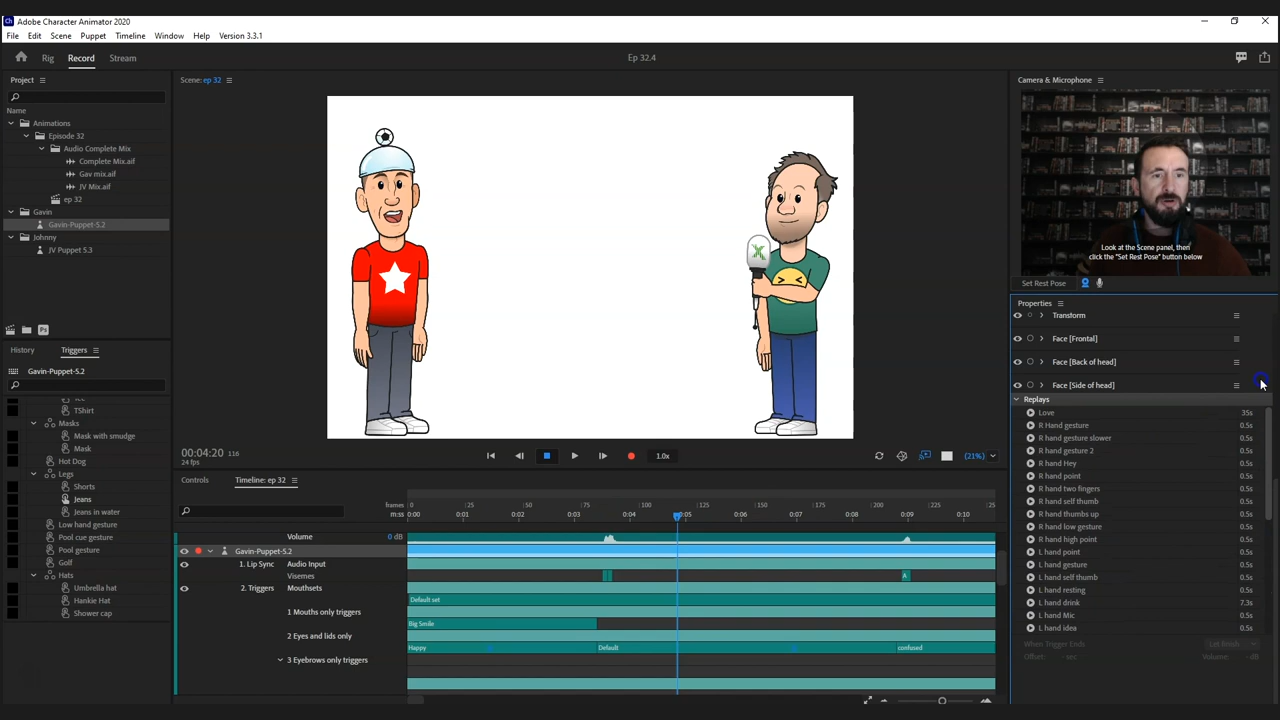 Ch Adobe Character Animator 2020
File Edit Scene Puppet Timeline Window Help Version 3.3.1
Rig Record Stream Ep 32.4
Project
Name
Animations
Episode 32
Audio Complete Mix
Complete Mix.aif
Gav mix.aif
JV Mix.aif
ep 32
Gavin
Gavin-Puppet-5.2
Johnny
JV Puppet 5.3
Ps
History Triggers
Gavin-Puppet-5.2
TShirt
Masks
Mask with smudge
Mask
Hot Dog
Legs
Shorts
Jeans
Jeans in water
Low hand gesture
Pool cue gesture
Pool gesture
Golf
Hats
Umbrella hat
Hankie Hat
Shower cap
Scene: ep 32
00:04:20 116
24 fps
1.0x
(21%)
Controls Timeline: ep 32
frames 0 |25 |50 75 |125 |150 |175 |200 225 25
m:ss 0:00 0:01 0:02 0:03 0:04 0:05 0:06 0:07 0:08 0:09 0:10
Volume 0 dB
Gavin-Puppet-5.2
1. Lip Sync Audio Input
Visemes A
2. Triggers Mouthsets
Default set
1 Mouths only triggers
Big Smile
2 Eyes and lids only
Happy Default confused
3 Eyebrows only triggers
Camera & Microphone
Look at the Scene panel, then
click the "Set Rest Pose" button below
Set Rest Pose
Properties
Transform
Face [Frontal]
Face [Back of head]
Face [Side of head]
Replays
Love 35s
R Hand gesture 0.5s
R hand gesture slower 0.5s
R hand gesture 2 0.5s
R hand Hey 0.5s
R hand point 0.5s
R hand two fingers 0.5s
R hand self thumb 0.5s
R hand thumbs up 0.5s
R hand low gesture 0.5s
R hand high point 0.5s
L hand point 0.5s
L hand gesture 0.5s
L hand self thumb 0.5s
L hand resting 0.5s
L hand drink 7.3s
L hand Mic 0.5s
L hand idea 0.5s
When Trigger Ends Let finish
Offset: - sec Volume: - dB